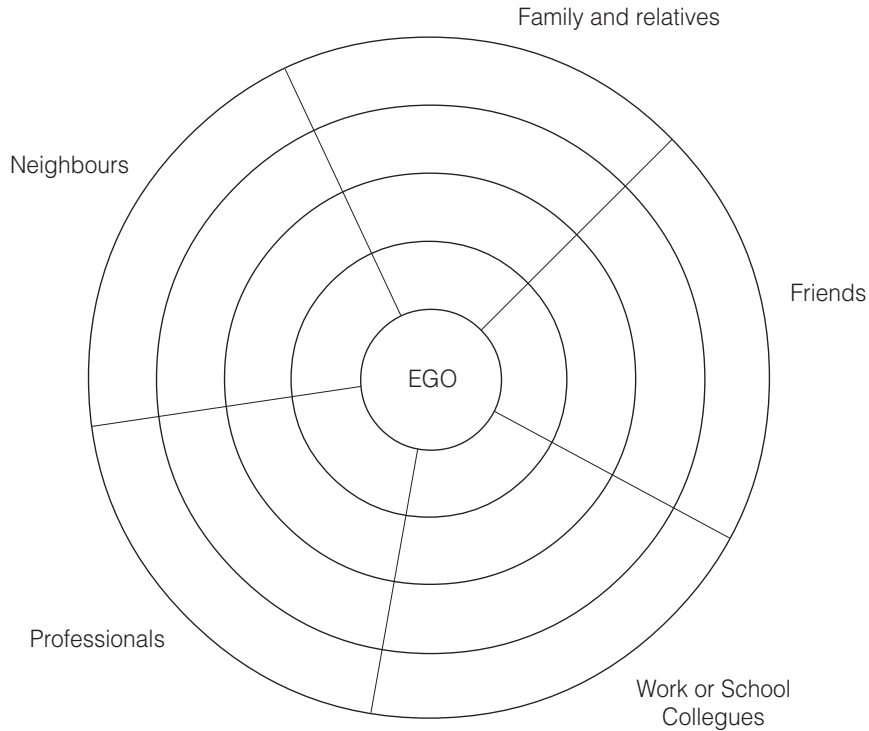 Family and relatives
Neighbours
Friends
EGO
Professionals
Work or School
Collegues